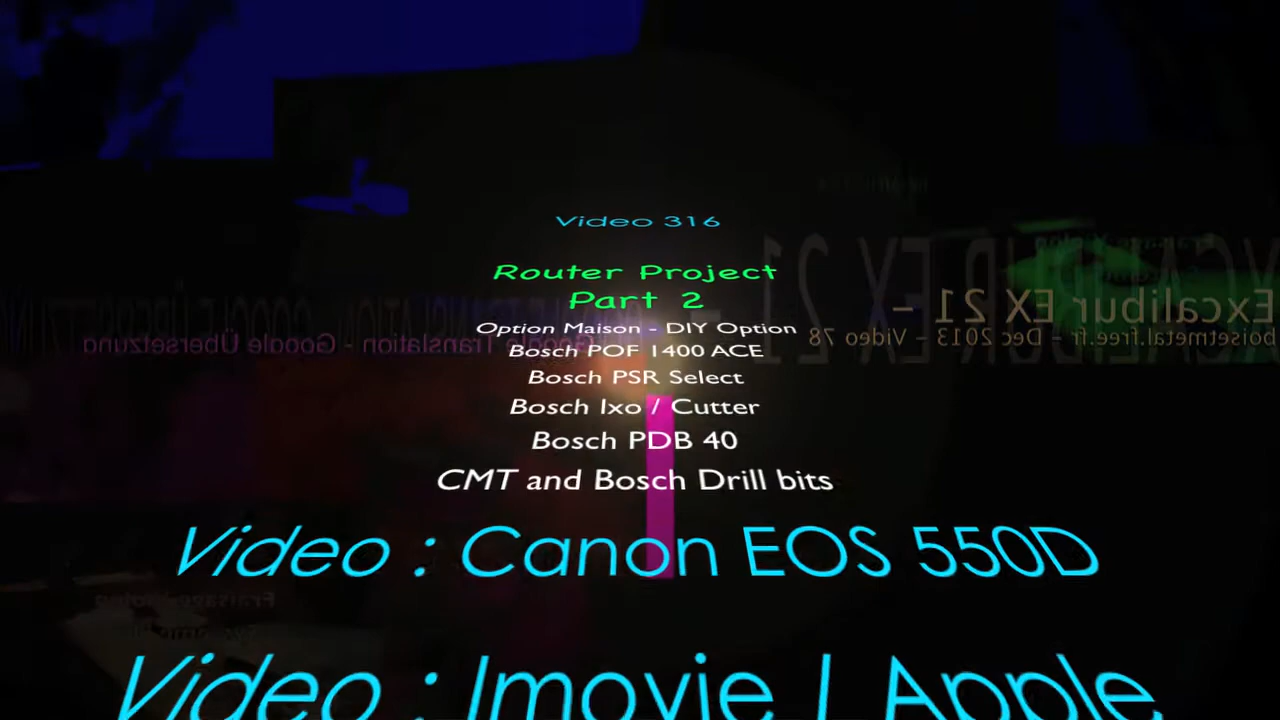 Video 316
Router Project
Part 2
Option Maison - DIY Option
Bosch POF 1400 ACE
Bosch PSR Select
Bosch Ixo / Cutter
Bosch PDB 40
CMT and Bosch Drill bits
Video : Canon EOS 550D
Video : Imovie / Apple
Excalibur EX 21 –
boisetmetal.free.fr – Dec 2013 – Video 78
Google Translation - Google Übersetzung